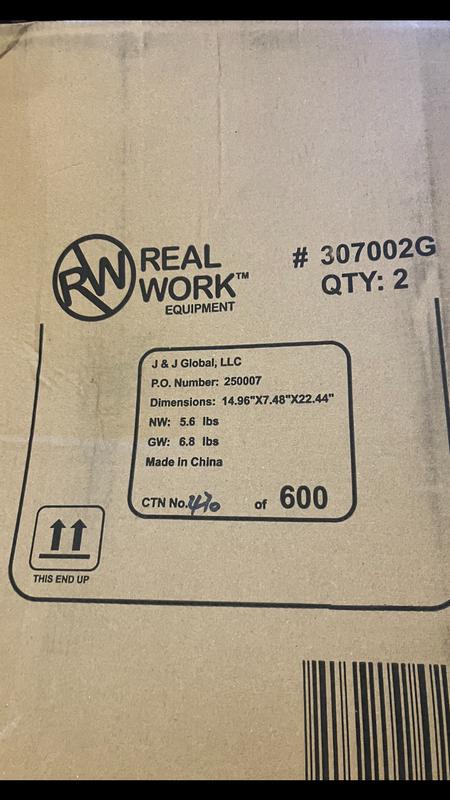 RW REAL
WORK™
EQUIPMENT
# 307002G
QTY: 2
J & J Global, LLC
P.O. Number: 250007
Dimensions: 14.96"X7.48"X22.44"
NW: 5.6 lbs
GW: 6.8 lbs
Made in China
CTN No. 470 of 600
THIS END UP